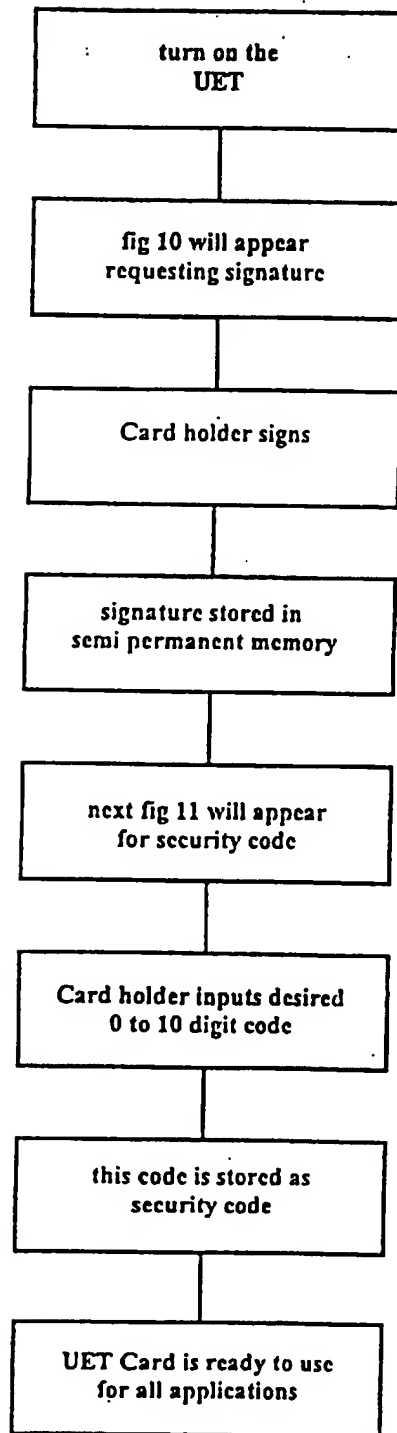 turn on the
UET
fig 10 will appear
requesting signature
Card holder signs
signature stored in
semi permanent memory
next fig 11 will appear
for security code
Card holder inputs desired
0 to 10 digit code
this code is stored as
security code
UET Card is ready to use
for all applications